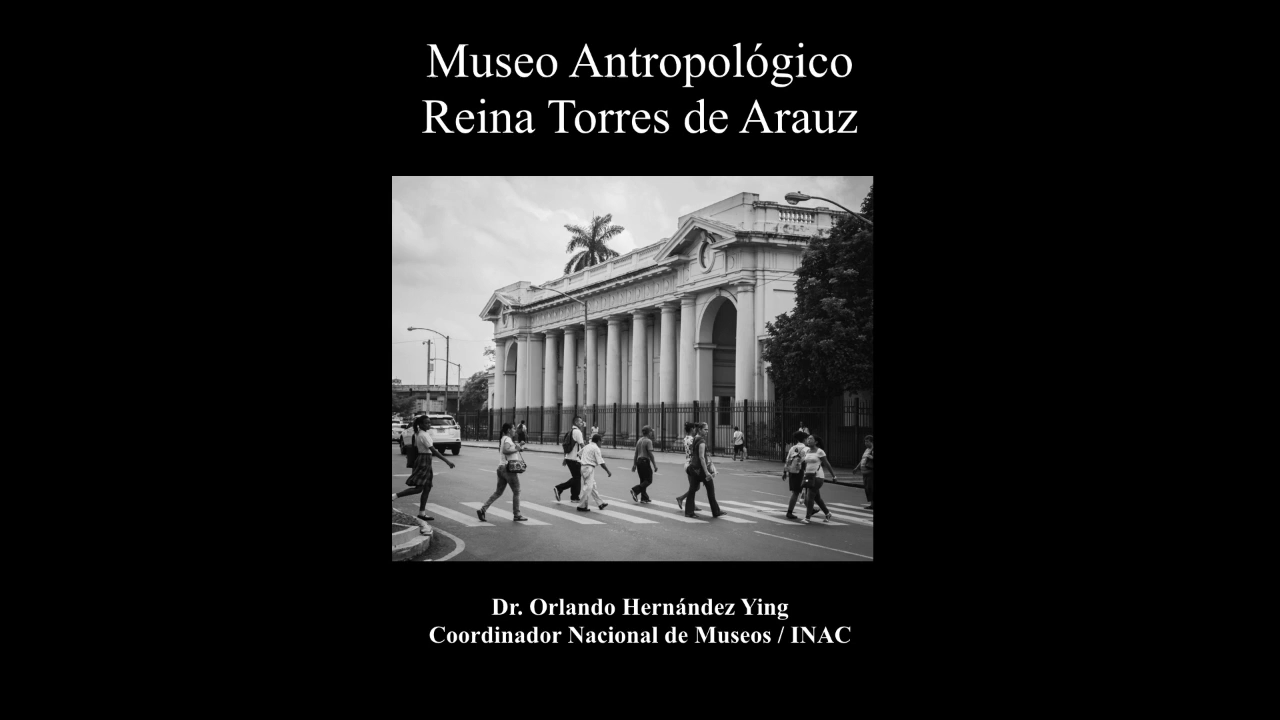 Museo Antropológico
Reina Torres de Arauz
Dr. Orlando Hernández Ying
Coordinador Nacional de Museos / INAC